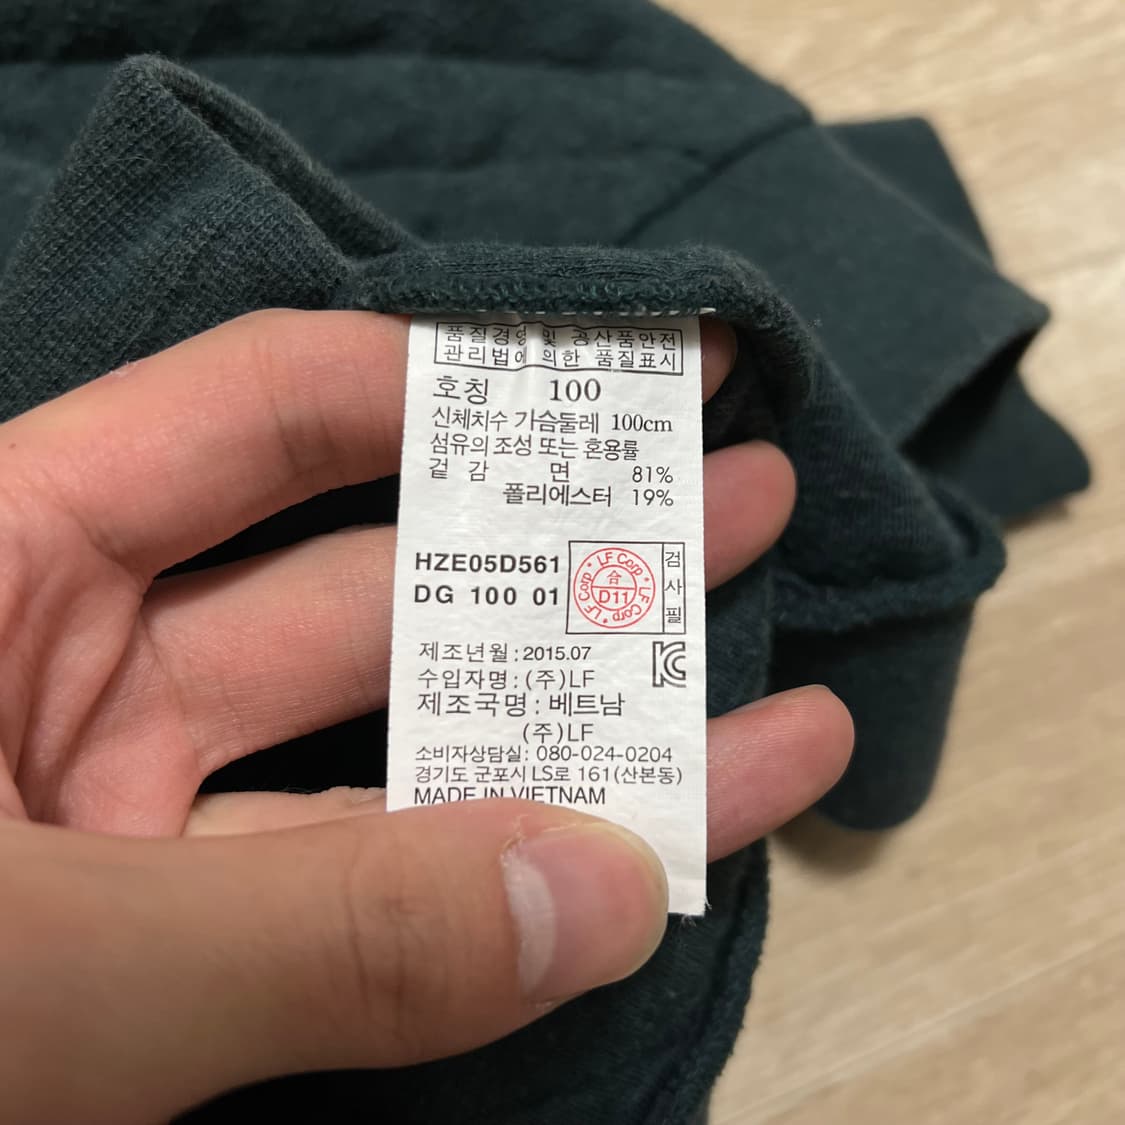 품질경영 및 공산품안전
관리법에 의한 품질표시
호칭 100
신체치수 가슴둘레 100cm
섬유의 조성 또는 혼용률
겉 감 면 81%
폴리에스터 19%
HZE05D561
DG 100 01
LF Corp · LF Corp · LF Corp ·
合
D11
검
사
필
제조년월 : 2015.07
수입자명 : (주)LF
제조국명 : 베트남
(주)LF
소비자상담실: 080-024-0204
경기도 군포시 LS로 161(산본동)
MADE IN VIETNAM